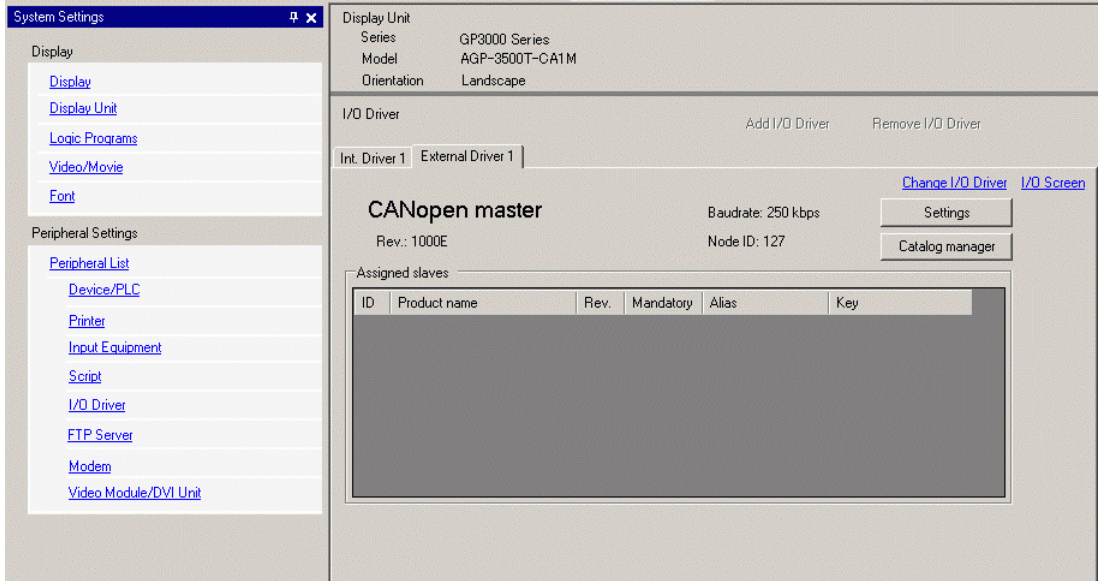 System Settings
Display
Display
Display Unit
Logic Programs
Video/Movie
Font
Peripheral Settings
Peripheral List
Device/PLC
Printer
Input Equipment
Script
I/O Driver
FTP Server
Modem
Video Module/DVI Unit
Display Unit
Series GP3000 Series
Model AGP-3500T-CA1M
Orientation Landscape
I/O Driver Add I/O Driver Remove I/O Driver
Int. Driver 1 External Driver 1
Change I/O Driver I/O Screen
CANopen master Baudrate: 250 kbps Settings
Rev.: 1000E Node ID: 127 Catalog manager
Assigned slaves
ID Product name Rev. Mandatory Alias Key